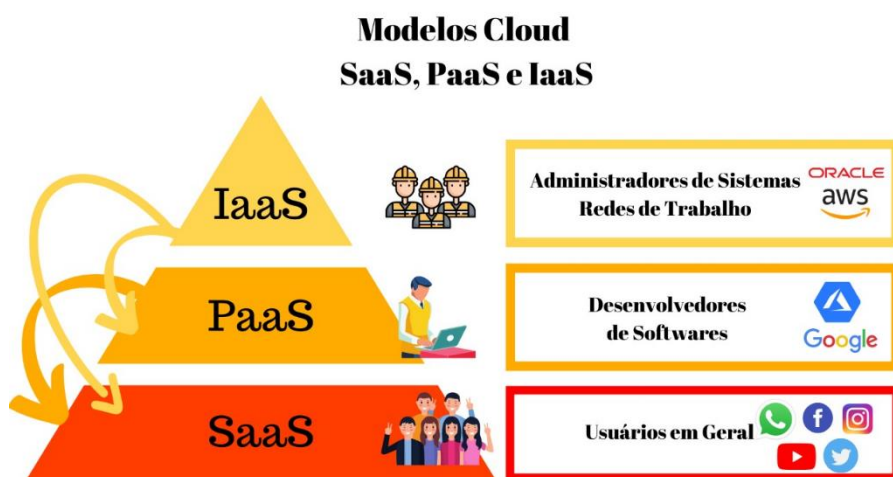 Modelos Cloud
SaaS, PaaS e IaaS
IaaS
Administradores de Sistemas
Redes de Trabalho
ORACLE
aws
PaaS
Desenvolvedores
de Softwares
Google
SaaS
Usuários em Geral